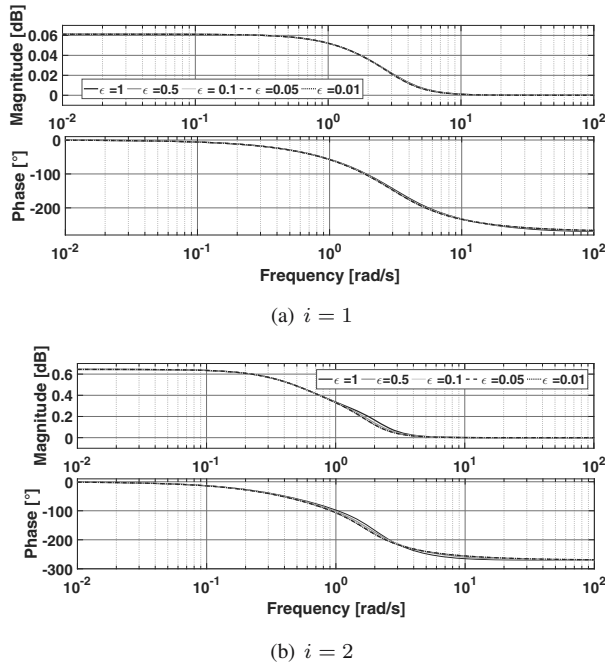 Magnitude [dB]
0.06
0.04
0.02
0
ϵ =1 ϵ =0.5 ϵ = 0.1 ϵ =0.05 ϵ =0.01
10^-2 10^-1 10^0 10^1 10^2
Phase [°]
0
-100
-200
10^-2 10^-1 10^0 10^1 10^2
Frequency [rad/s]
(a) i = 1
Magnitude [dB]
0.6
0.4
0.2
0
ϵ =1 ϵ=0.5 ϵ =0.1 ϵ =0.05 ϵ =0.01
10^-2 10^-1 10^0 10^1 10^2
Phase [°]
0
-100
-200
-300
10^-2 10^-1 10^0 10^1 10^2
Frequency [rad/s]
(b) i = 2